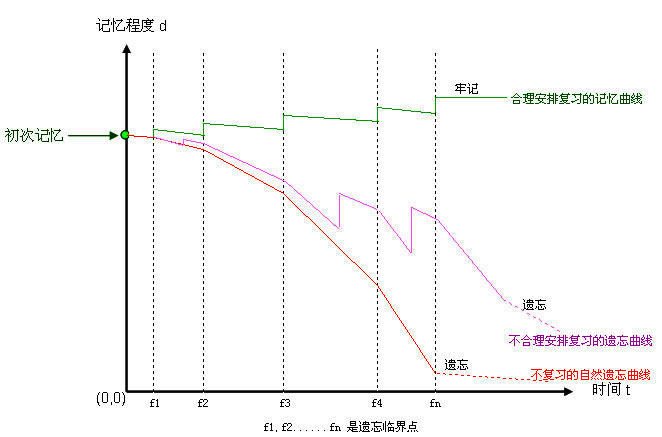 记忆程度 d
牢记
合理安排复习的记忆曲线
初次记忆
遗忘
不合理安排复习的遗忘曲线
遗忘
不复习的自然遗忘曲线
(0,0)
时间 t
f1
f2
f3
f4
fn
f1, f2......fn 是遗忘临界点